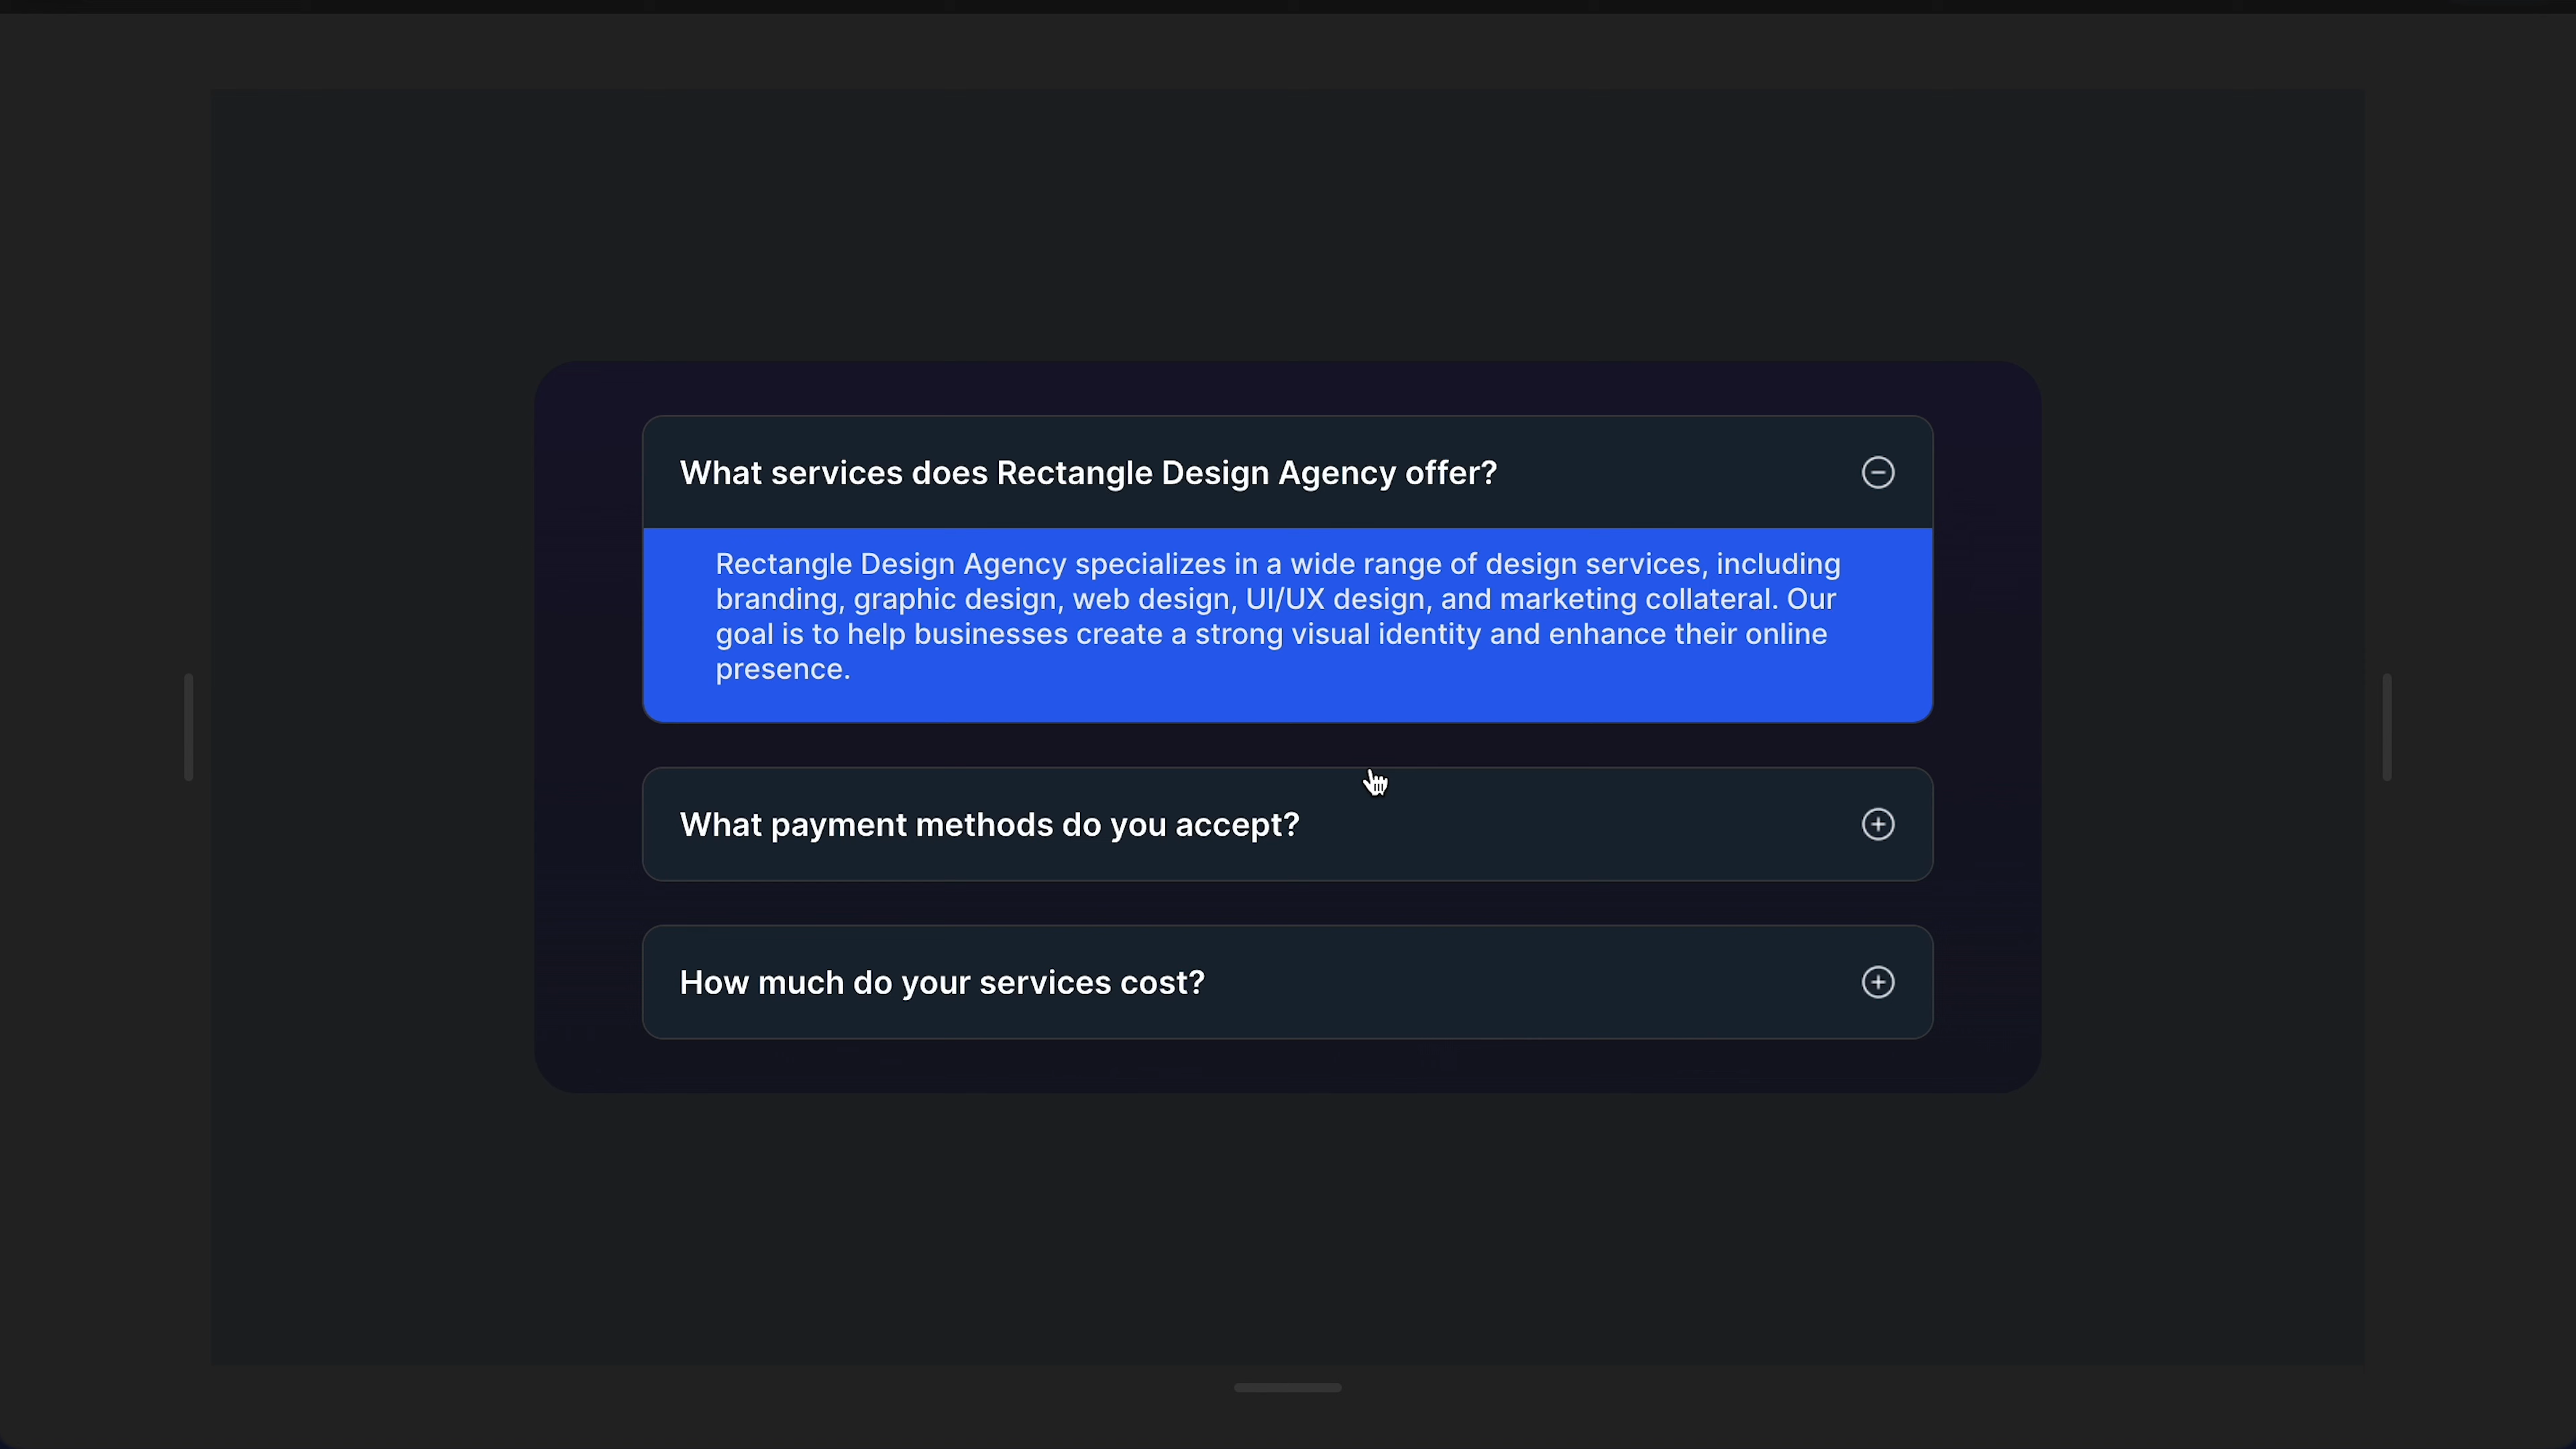 What services does Rectangle Design Agency offer?
Rectangle Design Agency specializes in a wide range of design services, including
branding, graphic design, web design, UI/UX design, and marketing collateral. Our
goal is to help businesses create a strong visual identity and enhance their online
presence.
What payment methods do you accept?
How much do your services cost?